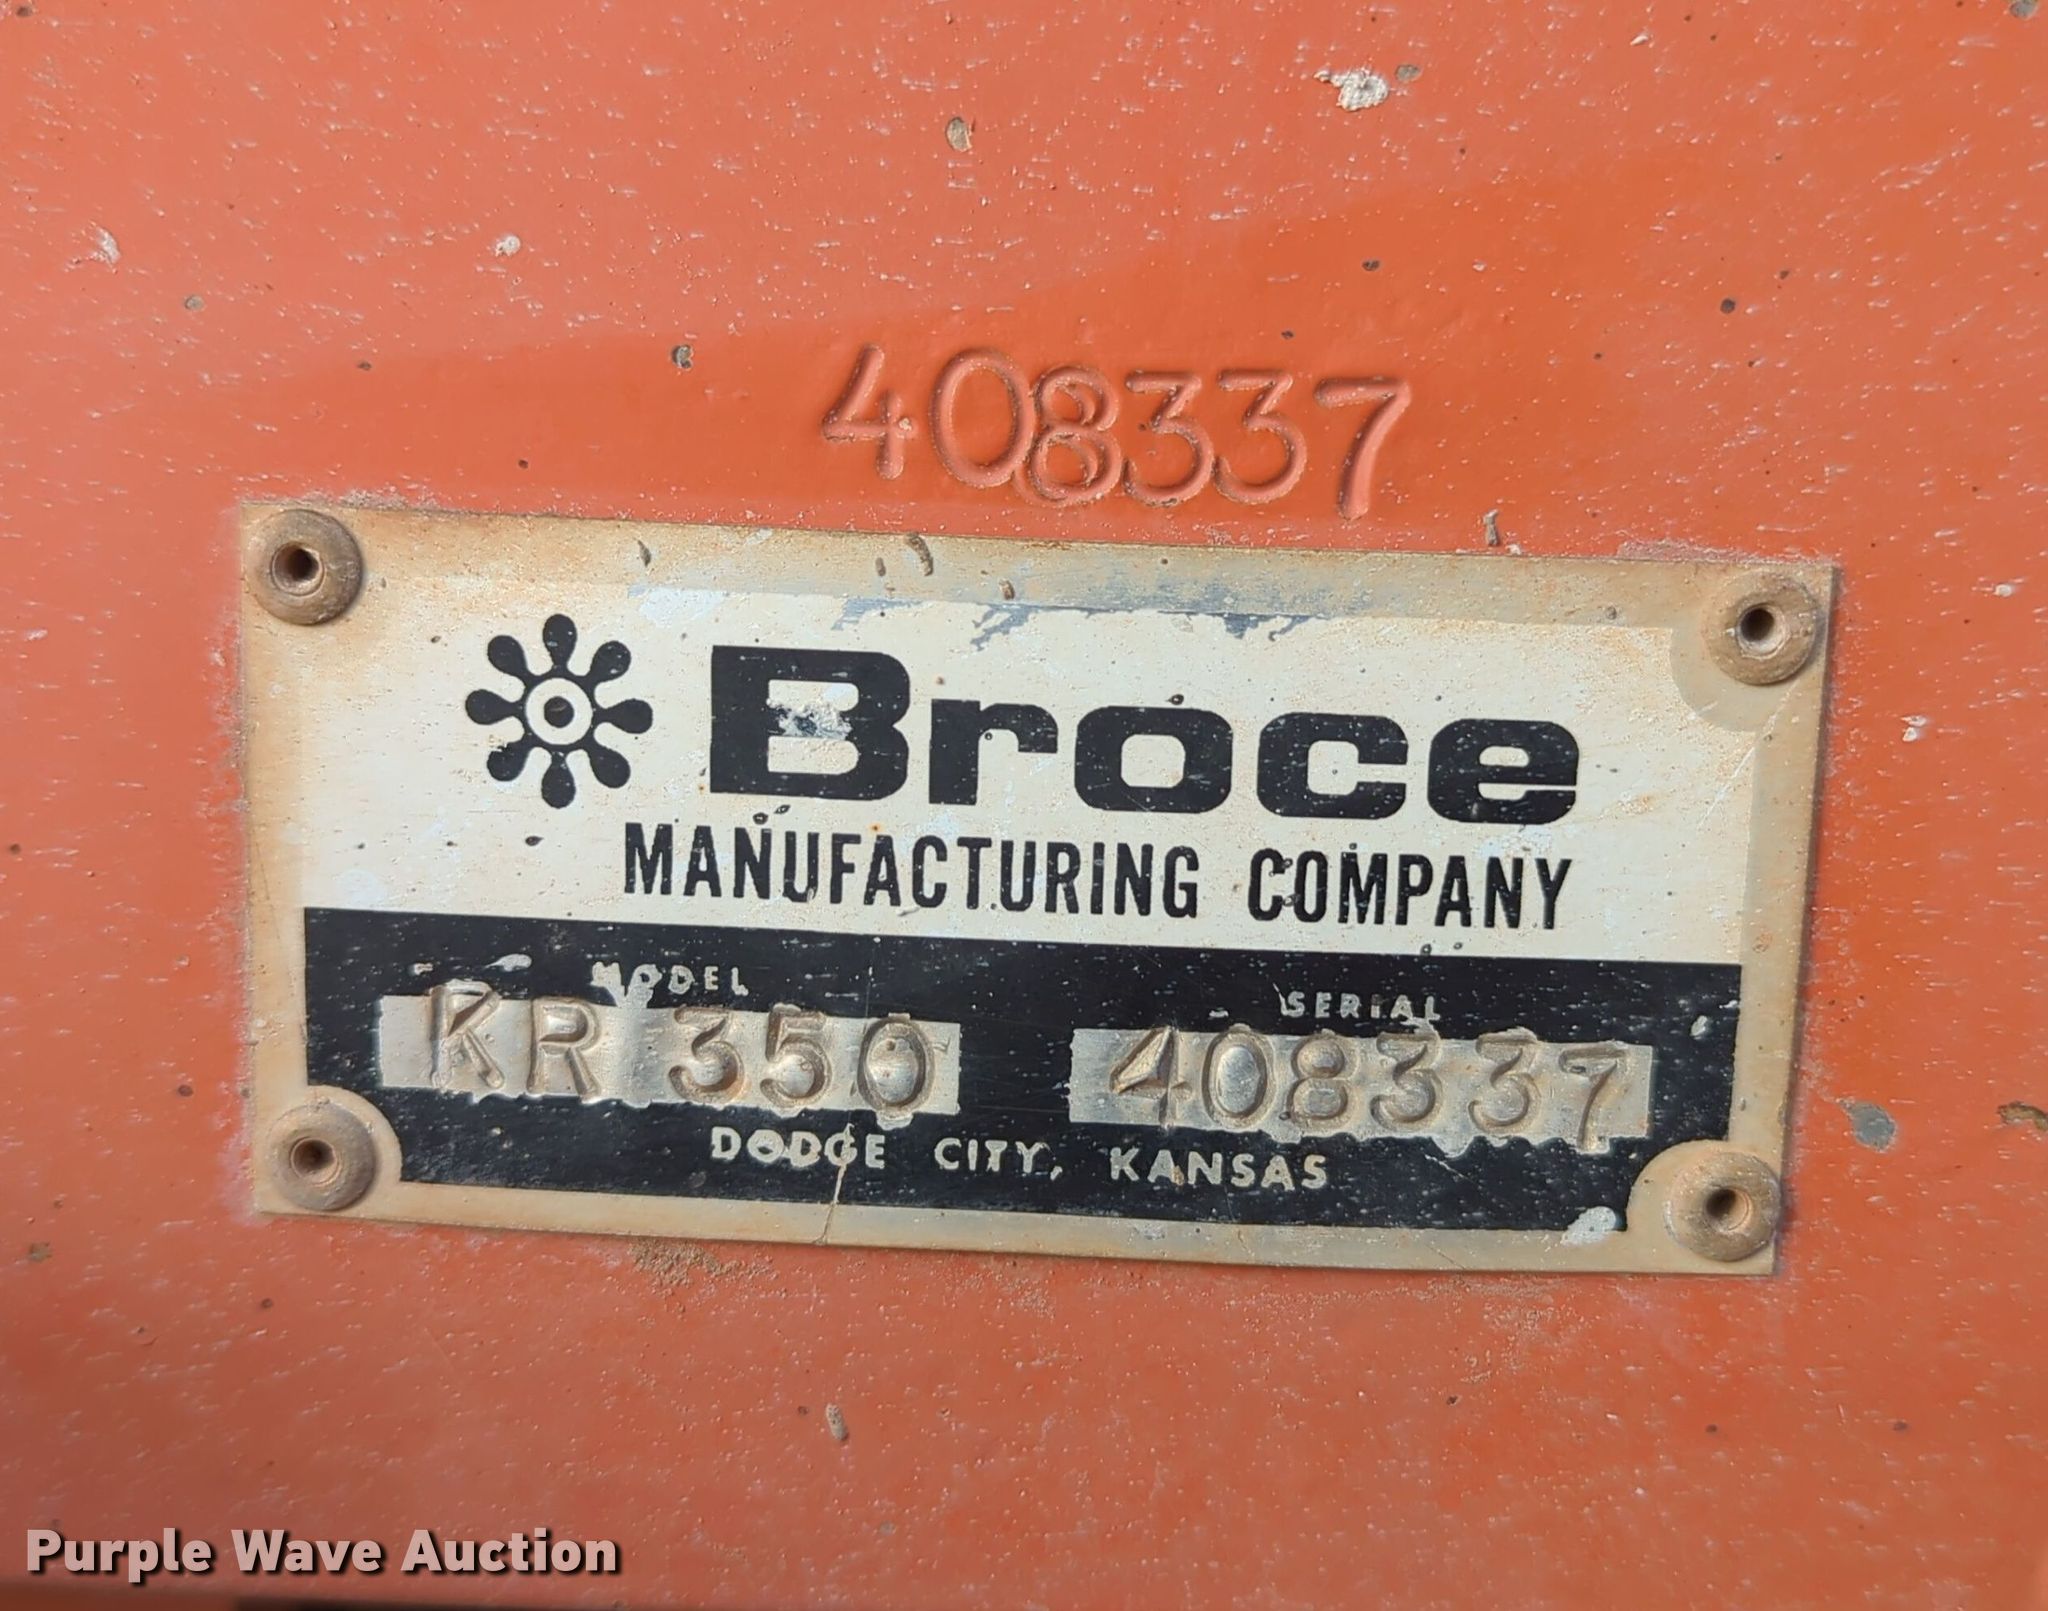 408337
Broce
MANUFACTURING COMPANY
MODEL
SERIAL
KR 350
408337
DODGE CITY, KANSAS
Purple Wave Auction